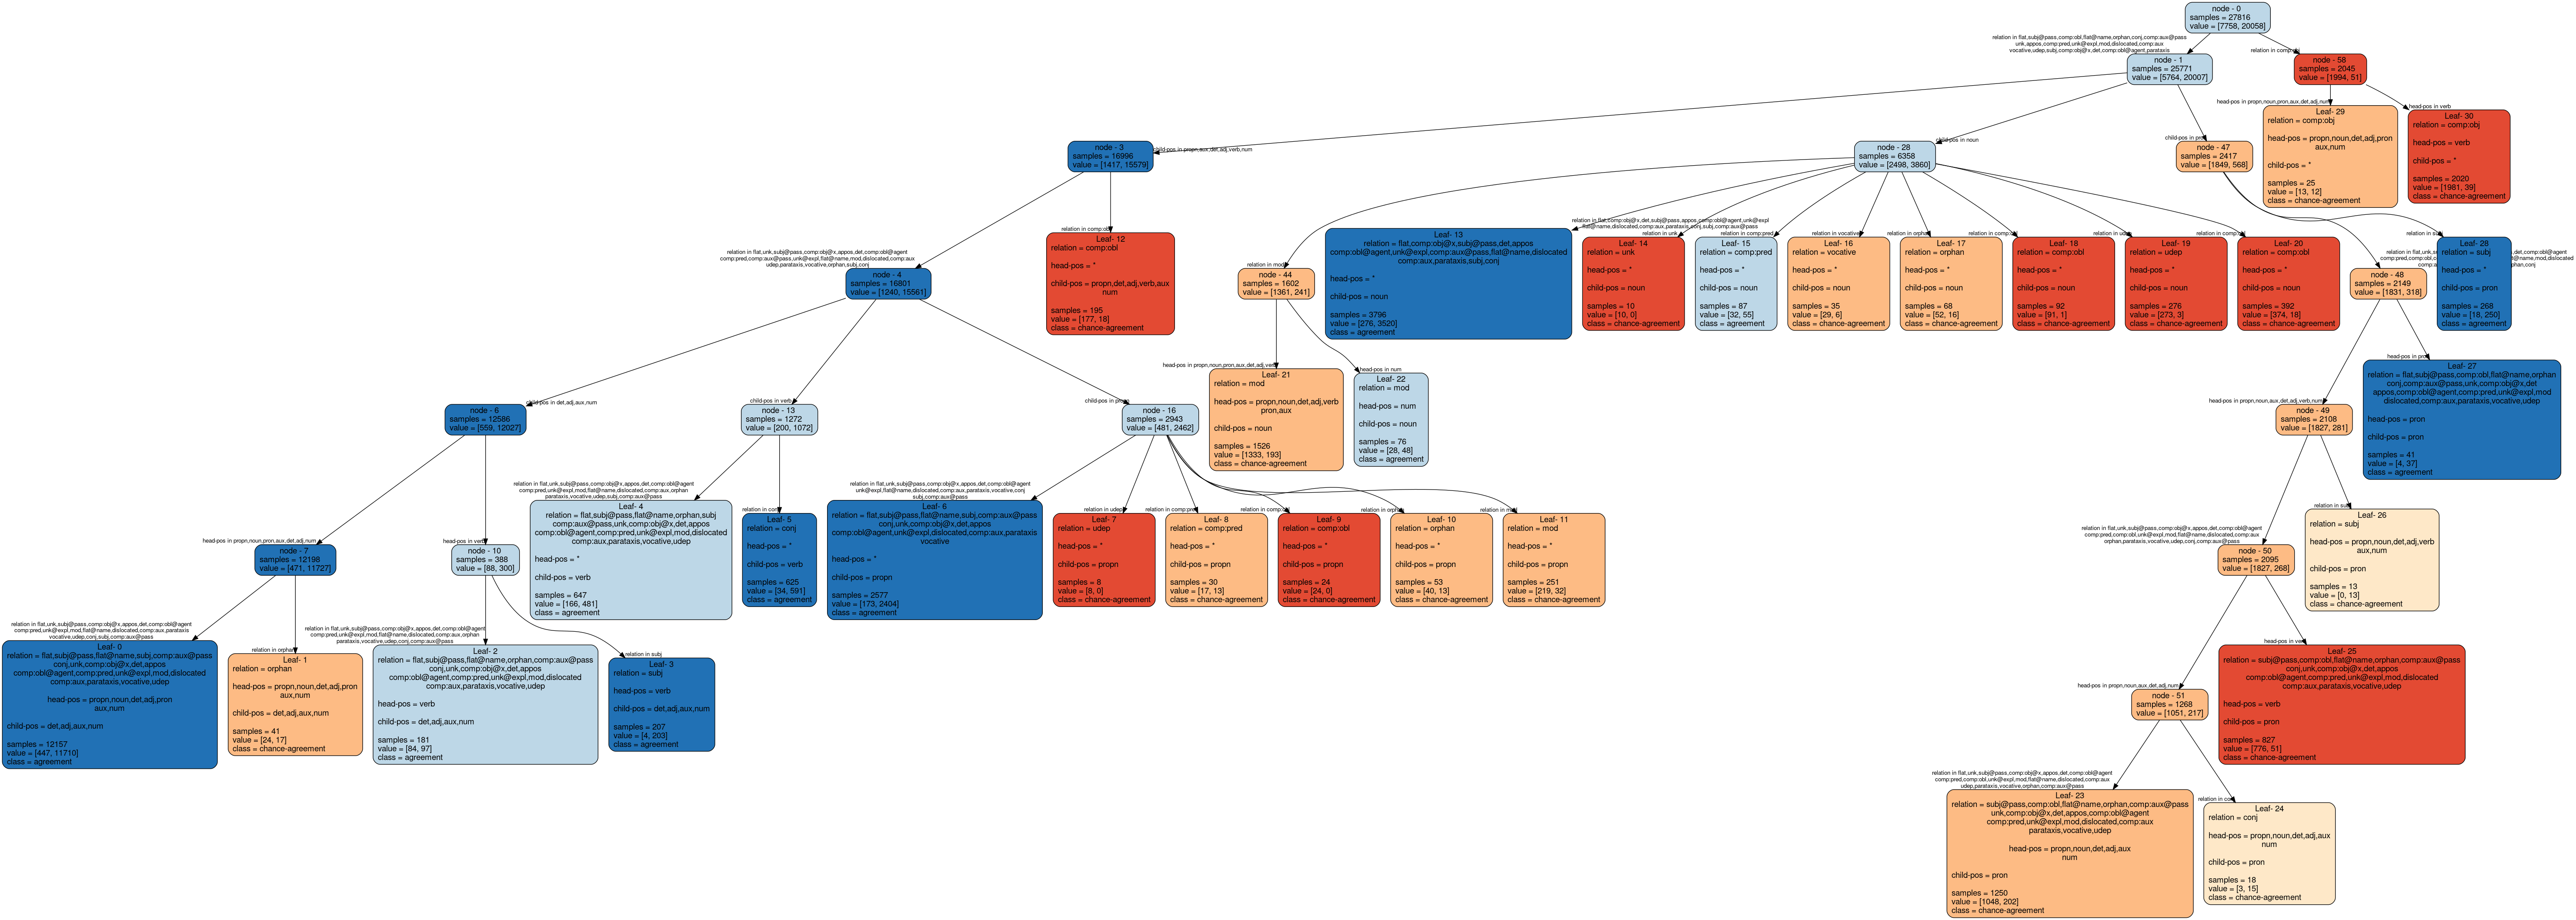 node - 0
samples = 27816
value = [7758, 20058]
relation in flat,subj@pass,comp:obl,flat@name,orphan,conj,comp:aux@pass
unk,appos,comp:pred,unk@expl,mod,dislocated,comp:aux
vocative,udep,subj,comp:obj@x,det,comp:obl@agent,parataxis
relation in comp:obj
node - 1
samples = 25771
value = [5764, 20007]
node - 58
samples = 2045
value = [1994, 51]
head-pos in propn,noun,pron,aux,det,adj,num
head-pos in verb
Leaf- 29
relation = comp:obj
head-pos = propn,noun,det,adj,pron
aux,num
child-pos = *
samples = 25
value = [13, 12]
class = chance-agreement
Leaf- 30
relation = comp:obj
head-pos = verb
child-pos = *
samples = 2020
value = [1981, 39]
class = chance-agreement
child-pos in propn,aux,det,adj,verb,num
node - 3
samples = 16996
value = [1417, 15579]
child-pos in noun
node - 28
samples = 6358
value = [2498, 3860]
node - 47
samples = 2417
value = [1849, 568]
relation in flat,unk,subj@pass,comp:obj@x,appos,det,comp:obl@agent
comp:pred,comp:aux@pass,unk@expl,flat@name,mod,dislocated,comp:aux
udep,parataxis,vocative,orphan,subj,conj
node - 4
samples = 16801
value = [1240, 15561]
Leaf- 12
relation = comp:obl
head-pos = *
child-pos = propn,det,adj,verb,aux
num
samples = 195
value = [177, 18]
class = chance-agreement
relation in mod
node - 44
samples = 1602
value = [1361, 241]
relation in flat,comp:obj@x,det,subj@pass,appos,comp:obl@agent,unk@expl
flat@name,dislocated,comp:aux,parataxis,conj,subj,comp:aux@pass
Leaf- 13
relation = flat,comp:obj@x,subj@pass,det,appos
comp:obl@agent,unk@expl,comp:aux@pass,flat@name,dislocated
comp:aux,parataxis,subj,conj
head-pos = *
child-pos = noun
samples = 3796
value = [276, 3520]
class = agreement
relation in unk
Leaf- 14
relation = unk
head-pos = *
child-pos = noun
samples = 10
value = [10, 0]
class = chance-agreement
relation in comp:pred
Leaf- 15
relation = comp:pred
head-pos = *
child-pos = noun
samples = 87
value = [32, 55]
class = agreement
relation in vocative
Leaf- 16
relation = vocative
head-pos = *
child-pos = noun
samples = 35
value = [29, 6]
class = chance-agreement
relation in orphan
Leaf- 17
relation = orphan
head-pos = *
child-pos = noun
samples = 68
value = [52, 16]
class = chance-agreement
Leaf- 18
relation = comp:obl
head-pos = *
child-pos = noun
samples = 92
value = [91, 1]
class = chance-agreement
relation in udep
Leaf- 19
relation = udep
head-pos = *
child-pos = noun
samples = 276
value = [273, 3]
class = chance-agreement
Leaf- 20
relation = comp:obl
head-pos = *
child-pos = noun
samples = 392
value = [374, 18]
class = chance-agreement
node - 48
samples = 2149
value = [1831, 318]
Leaf- 28
relation = subj
head-pos = *
child-pos = pron
samples = 268
value = [18, 250]
class = agreement
child-pos in det,adj,aux,num
node - 6
samples = 12586
value = [559, 12027]
child-pos in verb
node - 13
samples = 1272
value = [200, 1072]
child-pos in propn
node - 16
samples = 2943
value = [481, 2462]
head-pos in propn,noun,pron,aux,det,adj,verb
Leaf- 21
relation = mod
head-pos = propn,noun,det,adj,verb
pron,aux
child-pos = noun
samples = 1526
value = [1333, 193]
class = chance-agreement
head-pos in num
Leaf- 22
relation = mod
head-pos = num
child-pos = noun
samples = 76
value = [28, 48]
class = agreement
head-pos in propn,noun,aux,det,adj,verb,num
node - 49
samples = 2108
value = [1827, 281]
head-pos in pron
Leaf- 27
relation = flat,subj@pass,comp:obl,flat@name,orphan
conj,comp:aux@pass,unk,comp:obj@x,det
appos,comp:obl@agent,comp:pred,unk@expl,mod
dislocated,comp:aux,parataxis,vocative,udep
head-pos = pron
child-pos = pron
samples = 41
value = [4, 37]
class = agreement
head-pos in propn,noun,pron,aux,det,adj,num
node - 7
samples = 12198
value = [471, 11727]
head-pos in verb
node - 10
samples = 388
value = [88, 300]
relation in flat,unk,subj@pass,comp:obj@x,appos,det,comp:obl@agent
comp:pred,unk@expl,mod,flat@name,dislocated,comp:aux,orphan
parataxis,vocative,udep,subj,comp:aux@pass
Leaf- 4
relation = flat,subj@pass,flat@name,orphan,subj
comp:aux@pass,unk,comp:obj@x,det,appos
comp:obl@agent,comp:pred,unk@expl,mod,dislocated
comp:aux,parataxis,vocative,udep
head-pos = *
child-pos = verb
samples = 647
value = [166, 481]
class = agreement
relation in conj
Leaf- 5
relation = conj
head-pos = *
child-pos = verb
samples = 625
value = [34, 591]
class = agreement
relation in flat,unk,subj@pass,comp:obj@x,appos,det,comp:obl@agent
unk@expl,flat@name,dislocated,comp:aux,parataxis,vocative,conj
subj,comp:aux@pass
Leaf- 6
relation = flat,subj@pass,flat@name,subj,comp:aux@pass
conj,unk,comp:obj@x,det,appos
comp:obl@agent,unk@expl,dislocated,comp:aux,parataxis
vocative
head-pos = *
child-pos = propn
samples = 2577
value = [173, 2404]
class = agreement
relation in udep
Leaf- 7
relation = udep
head-pos = *
child-pos = propn
samples = 8
value = [8, 0]
class = chance-agreement
relation in comp:pred
Leaf- 8
relation = comp:pred
head-pos = *
child-pos = propn
samples = 30
value = [17, 13]
class = chance-agreement
Leaf- 9
relation = comp:obl
head-pos = *
child-pos = propn
samples = 24
value = [24, 0]
class = chance-agreement
relation in orphan
Leaf- 10
relation = orphan
head-pos = *
child-pos = propn
samples = 53
value = [40, 13]
class = chance-agreement
relation in mod
Leaf- 11
relation = mod
head-pos = *
child-pos = propn
samples = 251
value = [219, 32]
class = chance-agreement
relation in flat,unk,subj@pass,comp:obj@x,appos,det,comp:obl@agent
comp:pred,comp:obl,unk@expl,mod,flat@name,dislocated,comp:aux
orphan,parataxis,vocative,udep,conj,comp:aux@pass
node - 50
samples = 2095
value = [1827, 268]
relation in subj
Leaf- 26
relation = subj
head-pos = propn,noun,det,adj,verb
aux,num
child-pos = pron
samples = 13
value = [0, 13]
class = chance-agreement
relation in flat,unk,subj@pass,comp:obj@x,appos,det,comp:obl@agent
comp:pred,unk@expl,mod,flat@name,dislocated,comp:aux,parataxis
vocative,udep,conj,subj,comp:aux@pass
Leaf- 0
relation = flat,subj@pass,flat@name,subj,comp:aux@pass
conj,unk,comp:obj@x,det,appos
comp:obl@agent,comp:pred,unk@expl,mod,dislocated
comp:aux,parataxis,vocative,udep
head-pos = propn,noun,det,adj,pron
aux,num
child-pos = det,adj,aux,num
samples = 12157
value = [447, 11710]
class = agreement
relation in orphan
Leaf- 1
relation = orphan
head-pos = propn,noun,det,adj,pron
aux,num
child-pos = det,adj,aux,num
samples = 41
value = [24, 17]
class = chance-agreement
relation in flat,unk,subj@pass,comp:obj@x,appos,det,comp:obl@agent
comp:pred,unk@expl,mod,flat@name,dislocated,comp:aux,orphan
parataxis,vocative,udep,conj,comp:aux@pass
Leaf- 2
relation = flat,subj@pass,flat@name,orphan,comp:aux@pass
conj,unk,comp:obj@x,det,appos
comp:obl@agent,comp:pred,unk@expl,mod,dislocated
comp:aux,parataxis,vocative,udep
head-pos = verb
child-pos = det,adj,aux,num
samples = 181
value = [84, 97]
class = agreement
relation in subj
Leaf- 3
relation = subj
head-pos = verb
child-pos = det,adj,aux,num
samples = 207
value = [4, 203]
class = agreement
head-pos in propn,noun,aux,det,adj,num
node - 51
samples = 1268
value = [1051, 217]
head-pos in verb
Leaf- 25
relation = subj@pass,comp:obl,flat@name,orphan,comp:aux@pass
conj,unk,comp:obj@x,det,appos
comp:obl@agent,comp:pred,unk@expl,mod,dislocated
comp:aux,parataxis,vocative,udep
head-pos = verb
child-pos = pron
samples = 827
value = [776, 51]
class = chance-agreement
relation in flat,unk,subj@pass,comp:obj@x,appos,det,comp:obl@agent
comp:pred,comp:obl,unk@expl,mod,flat@name,dislocated,comp:aux
udep,parataxis,vocative,orphan,comp:aux@pass
Leaf- 23
relation = subj@pass,comp:obl,flat@name,orphan,comp:aux@pass
unk,comp:obj@x,det,appos,comp:obl@agent
comp:pred,unk@expl,mod,dislocated,comp:aux
parataxis,vocative,udep
head-pos = propn,noun,det,adj,aux
num
child-pos = pron
samples = 1250
value = [1048, 202]
class = chance-agreement
relation in conj
Leaf- 24
relation = conj
head-pos = propn,noun,det,adj,aux
num
child-pos = pron
samples = 18
value = [3, 15]
class = chance-agreement